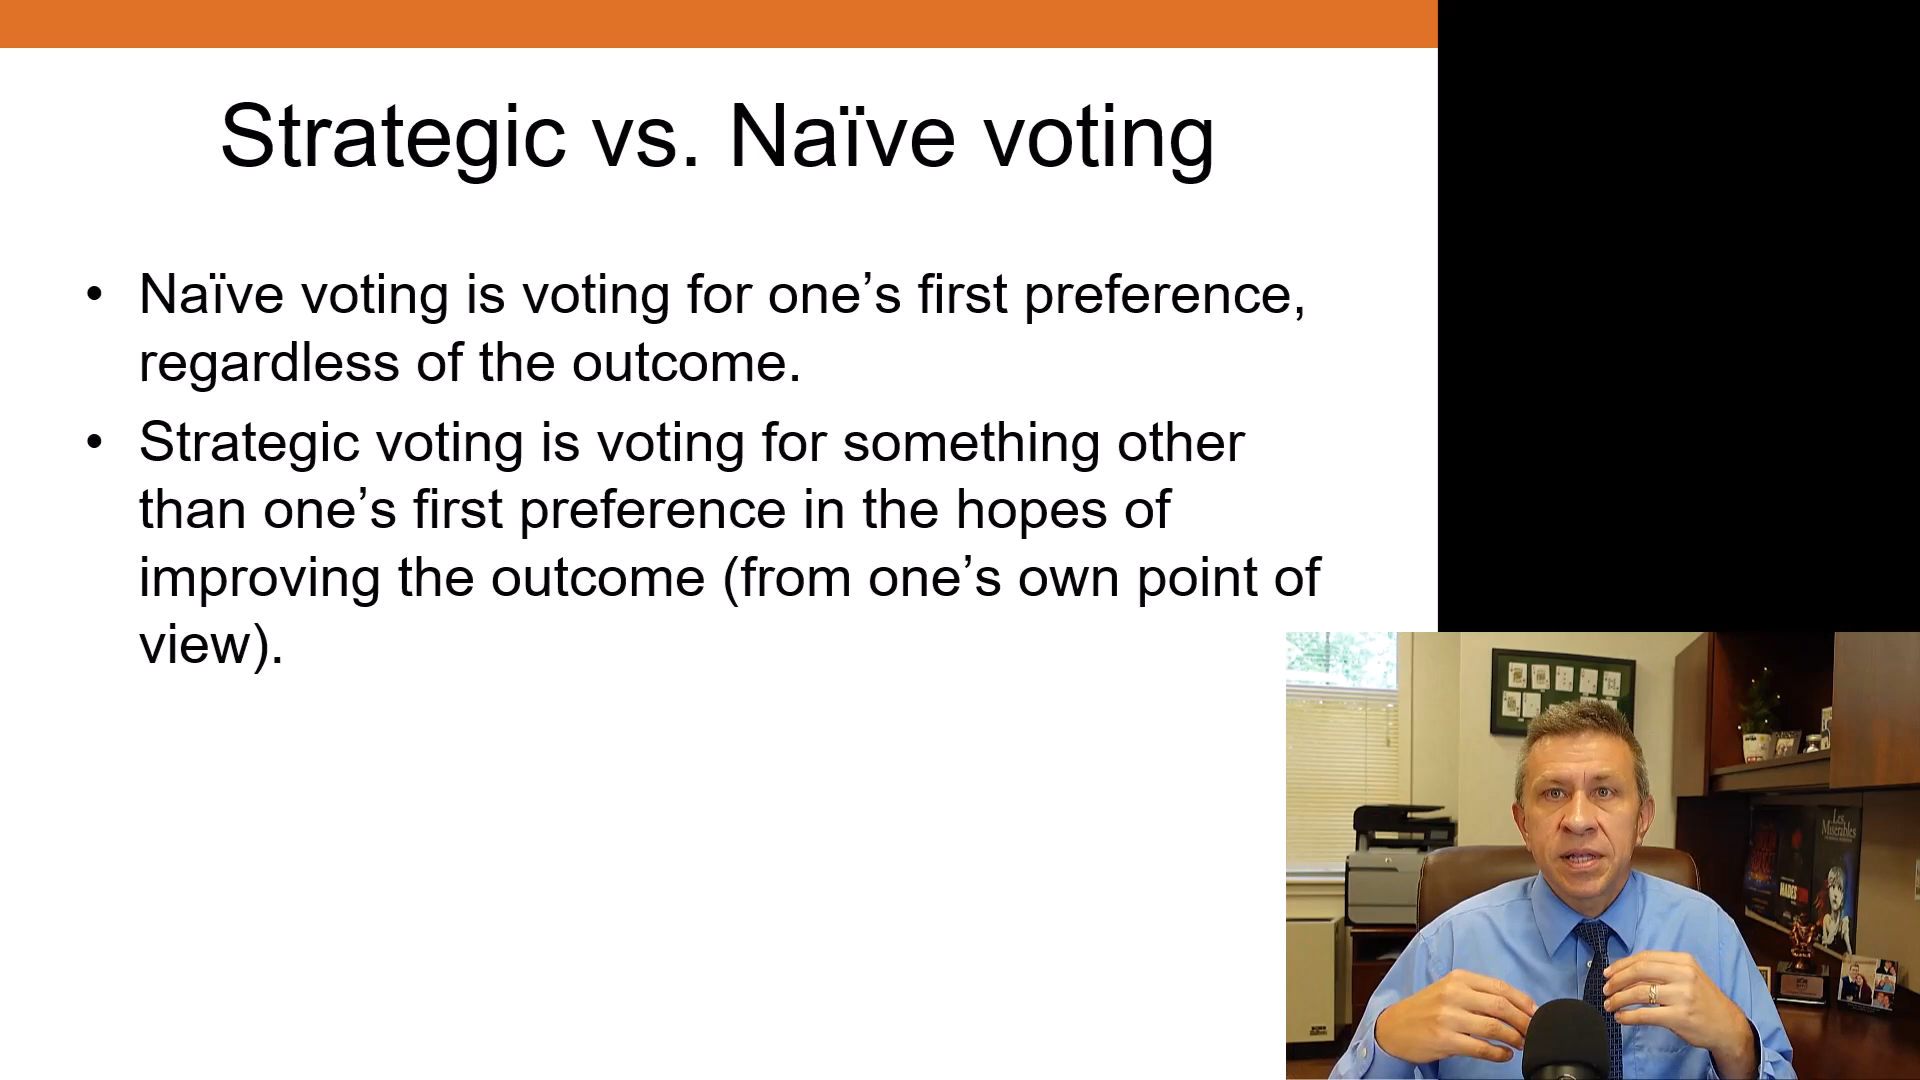 Strategic vs. Naïve voting
• Naïve voting is voting for one’s first preference,
regardless of the outcome.
• Strategic voting is voting for something other
than one’s first preference in the hopes of
improving the outcome (from one’s own point of
view).
Les
Misérables